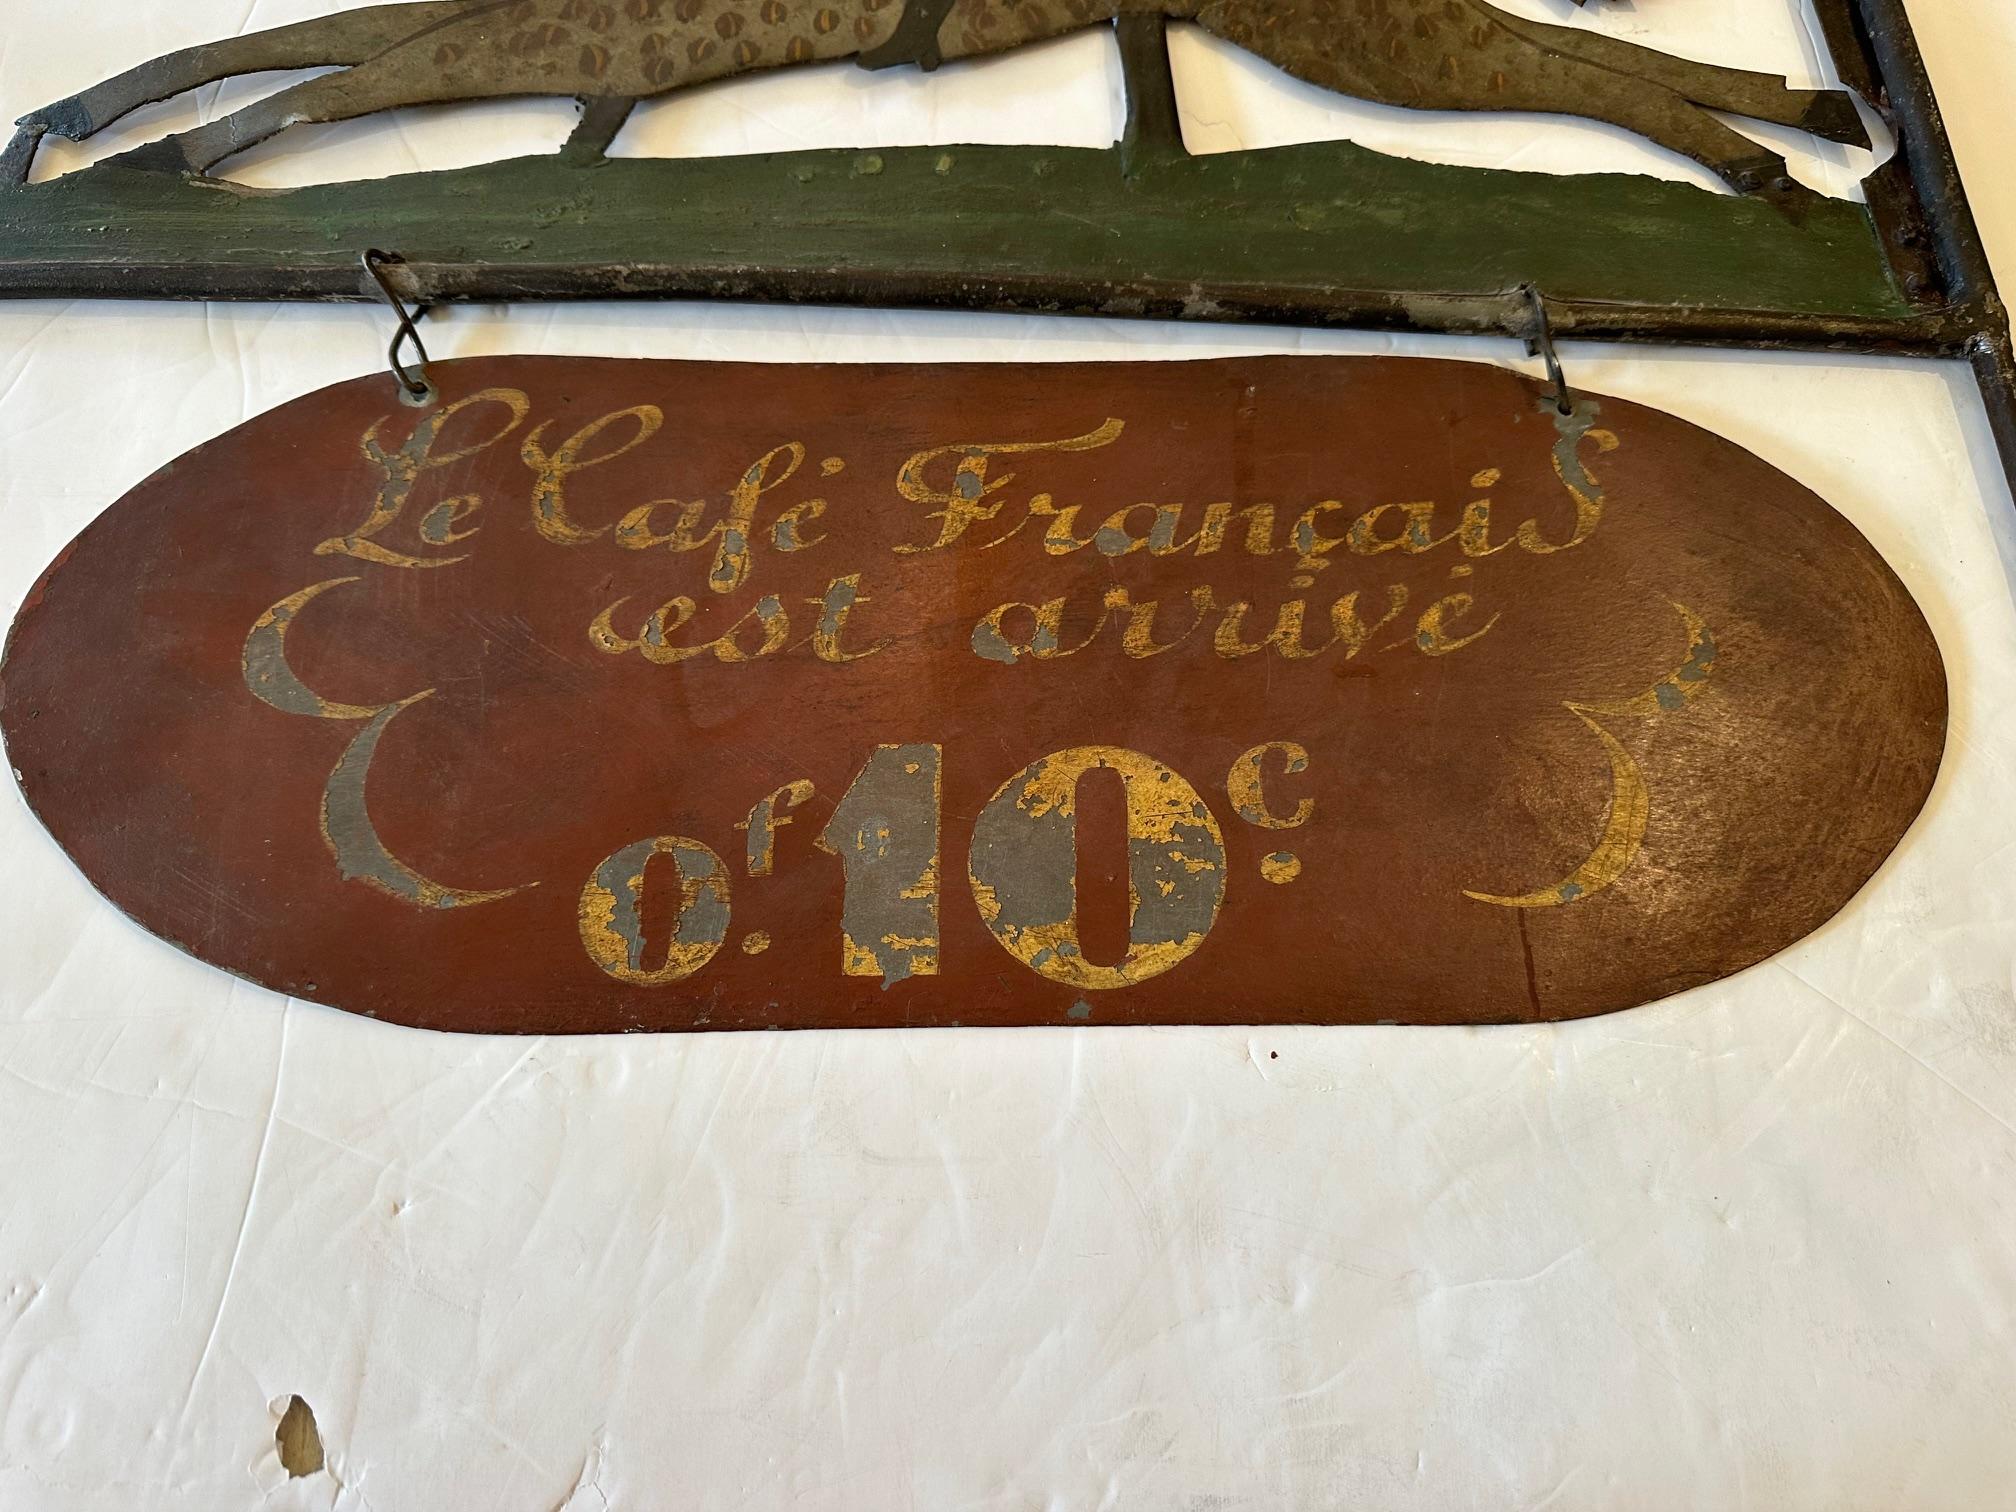 Le Café Français
est arrivé
0f.10c.